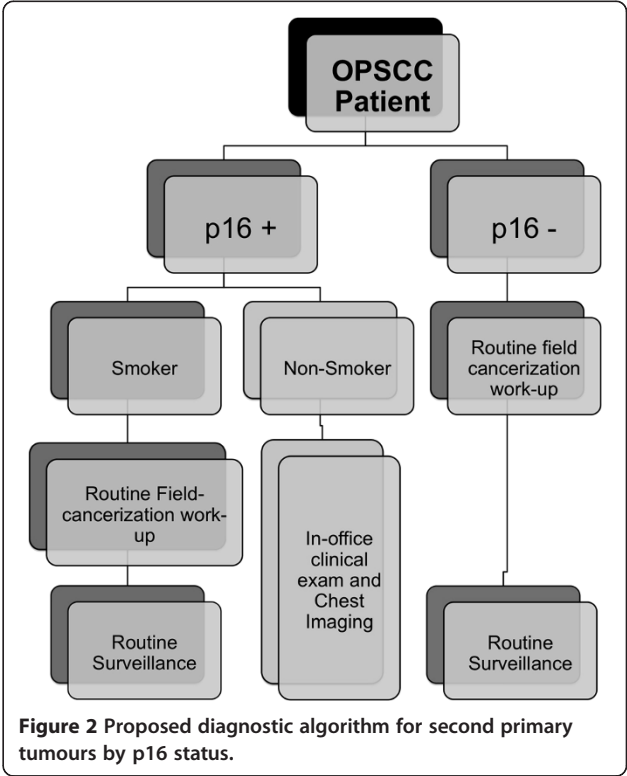 OPSCC
Patient
p16 +
p16 -
Smoker
Non-Smoker
Routine field
cancerization
work-up
Routine Field-
cancerization work-
up
In-office
clinical
exam and
Chest
Imaging
Routine
Surveillance
Routine
Surveillance
Figure 2 Proposed diagnostic algorithm for second primary
tumours by p16 status.